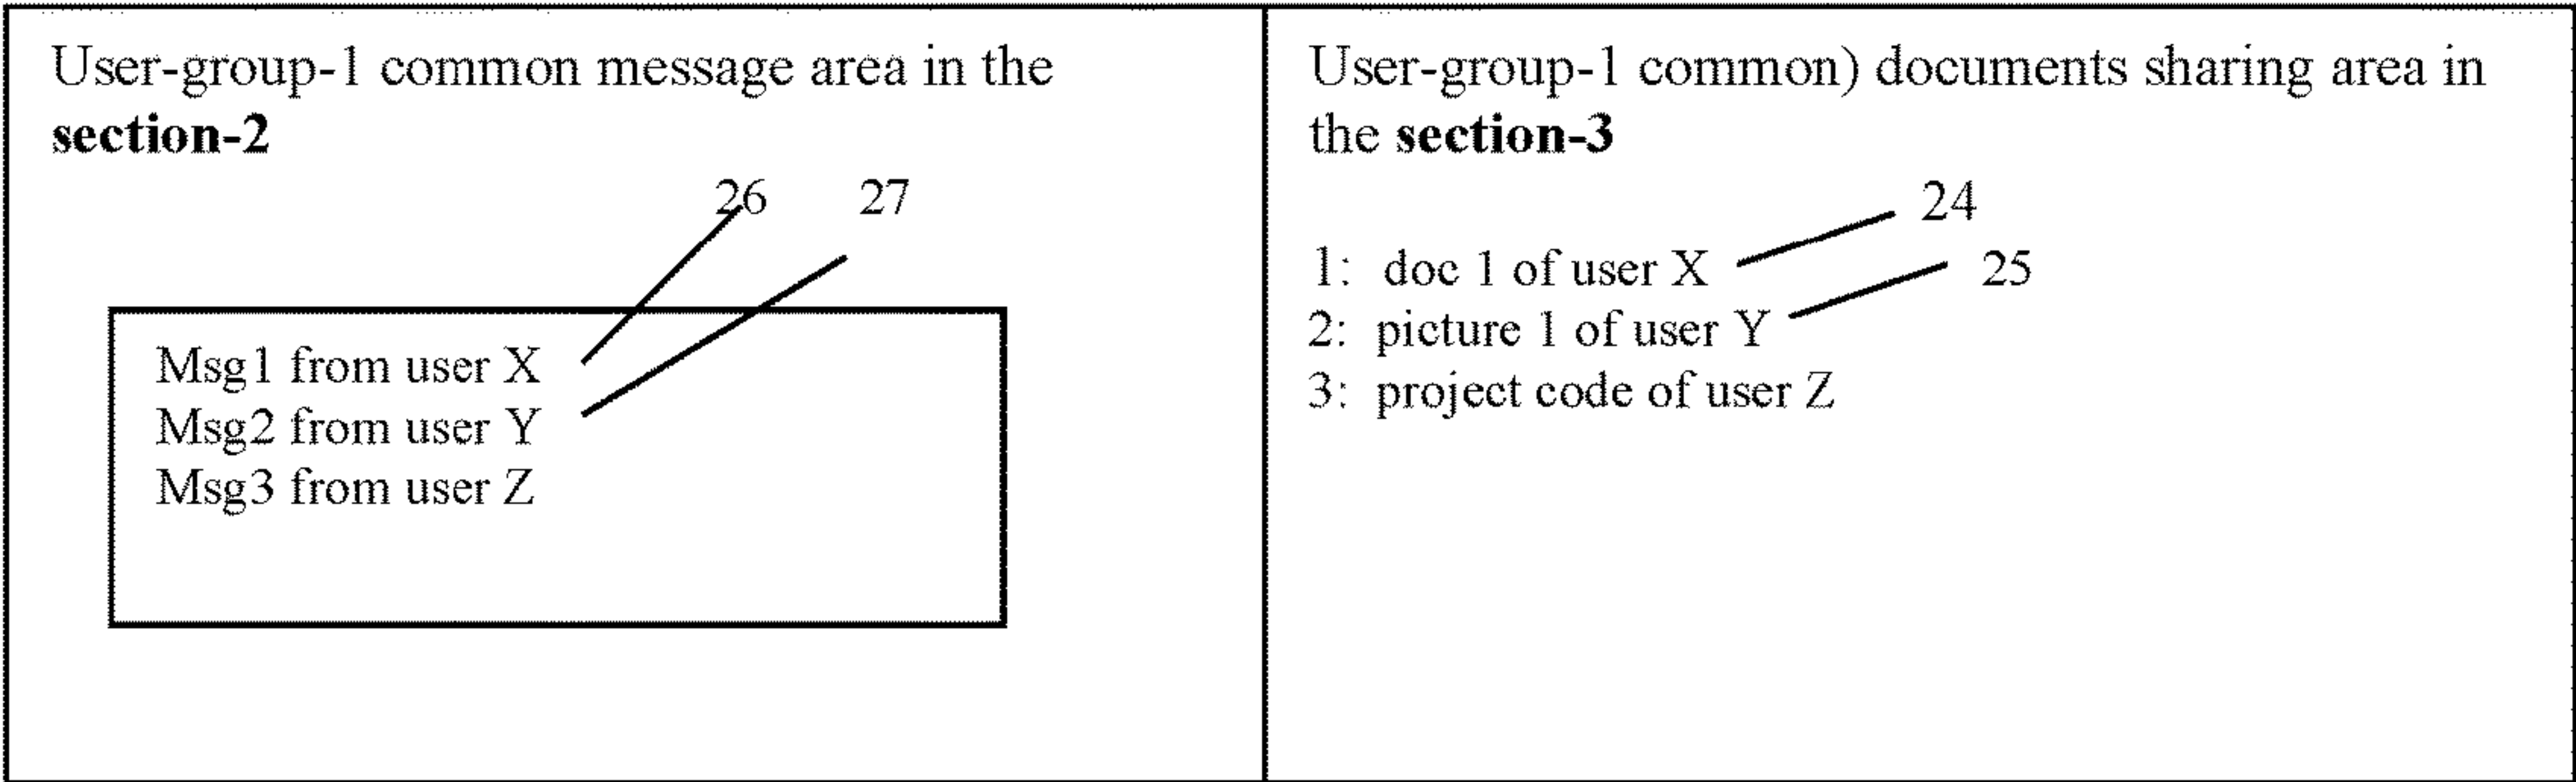 User-group-1 common message area in the
section-2
26 27
Msg1 from user X
Msg2 from user Y
Msg3 from user Z
User-group-1 common) documents sharing area in
the section-3
24
1: doc 1 of user X
25
2: picture 1 of user Y
3: project code of user Z